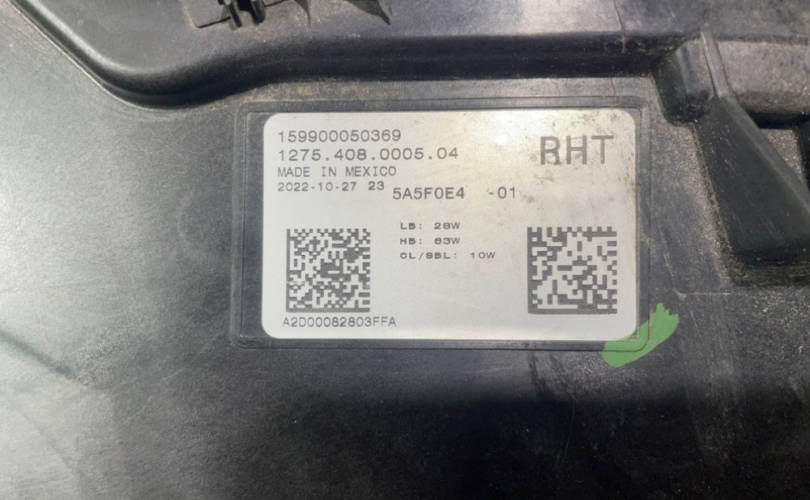 159900050369
1275.408.0005.04
RHT
MADE IN MEXICO
2022-10-27 23
5A5F0E4 -01
LB: 28W
HB: 63W
CL/SBL: 10W
A2D00082803FFA